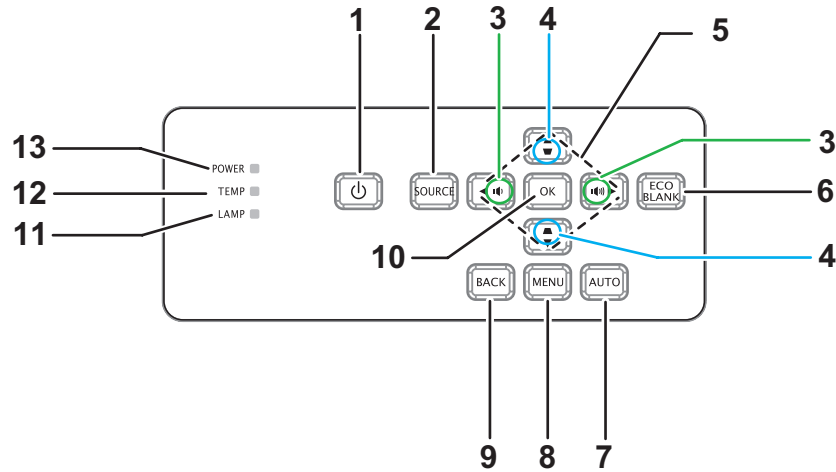 1 2 3 4 5
3
13 POWER
12 TEMP
11 LAMP
SOURCE OK ECO BLANK 6
10 4
BACK MENU AUTO
9 8 7